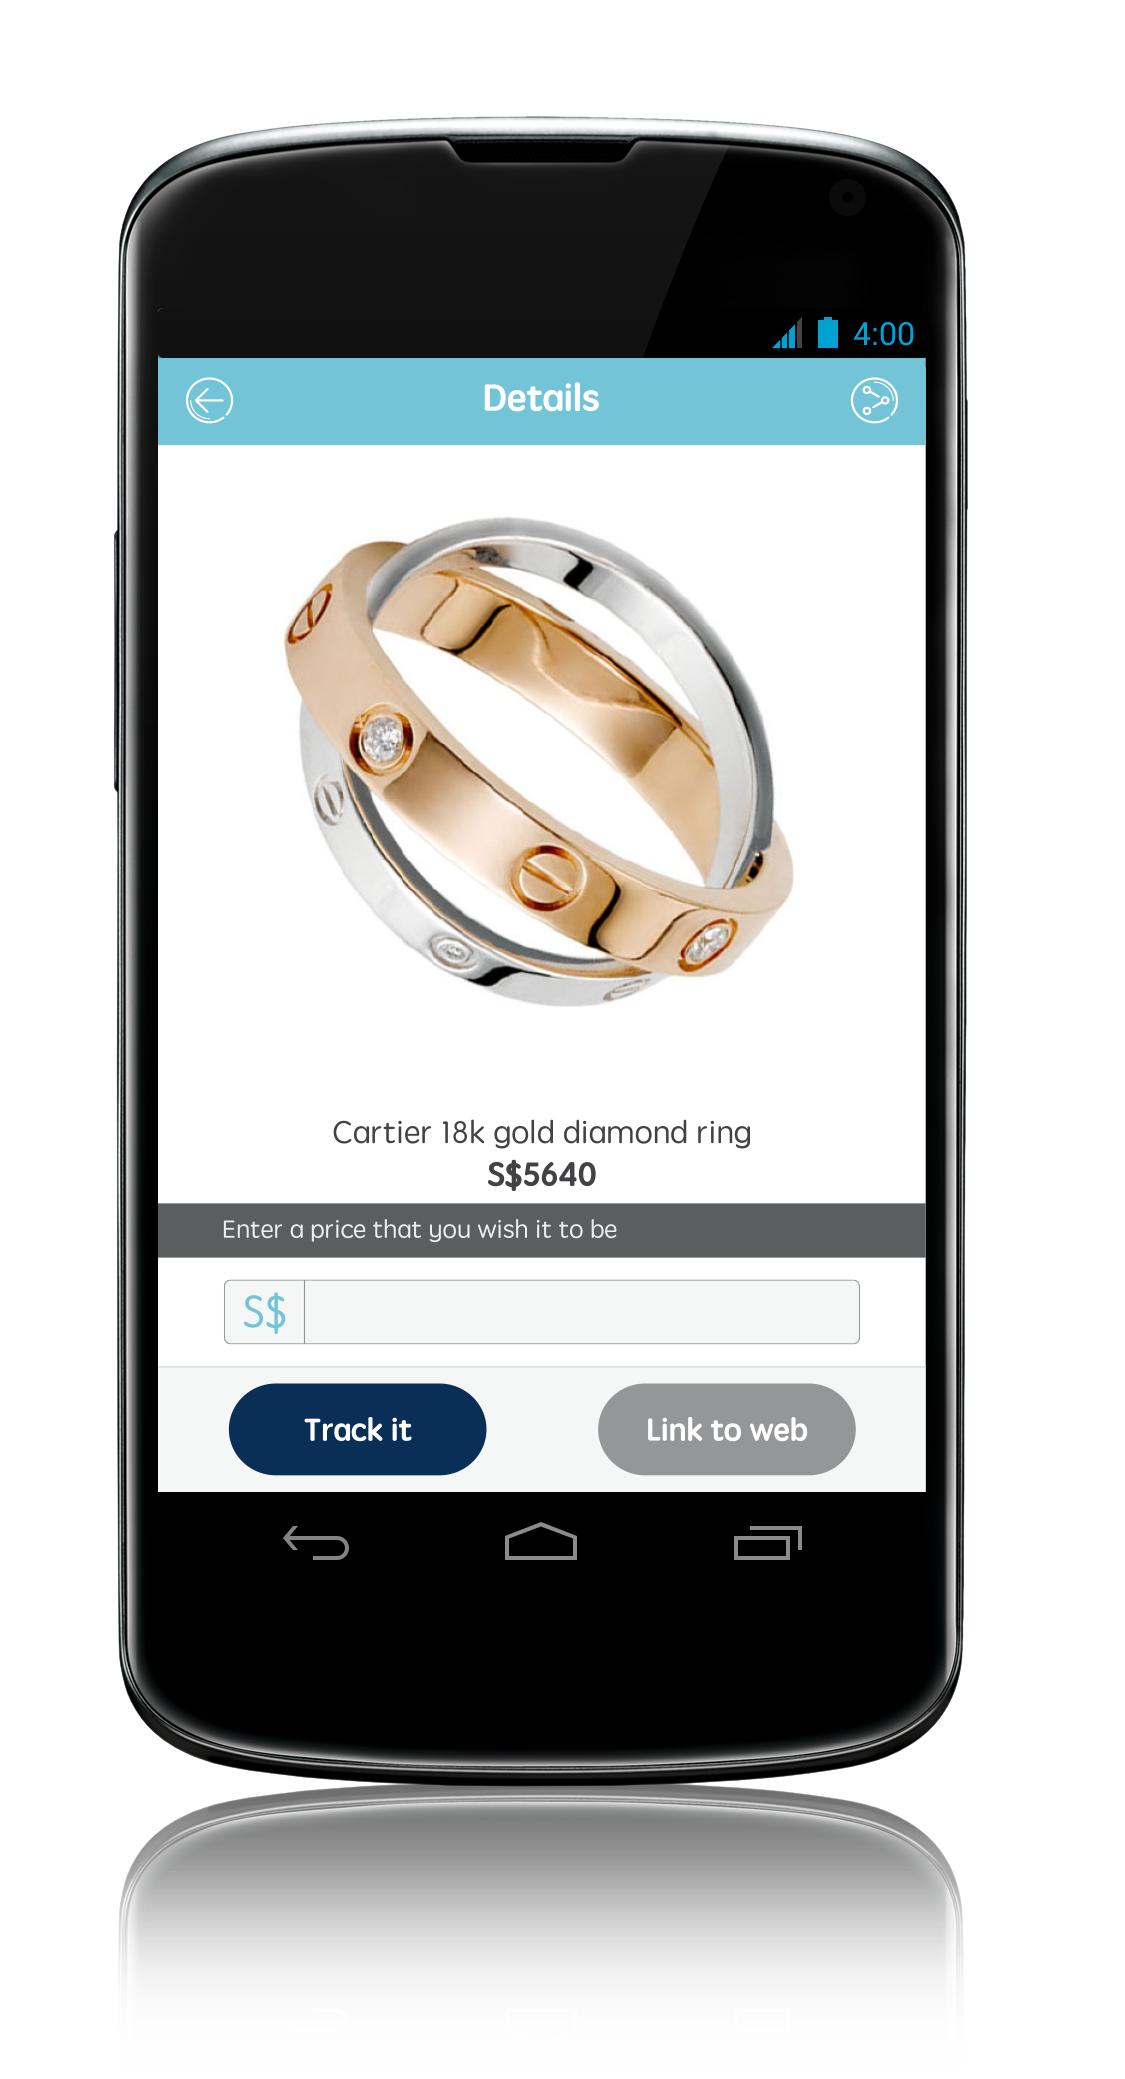 4:00
Details
Cartier 18k gold diamond ring
S$5640
Enter a price that you wish it to be
S$
Track it
Link to web